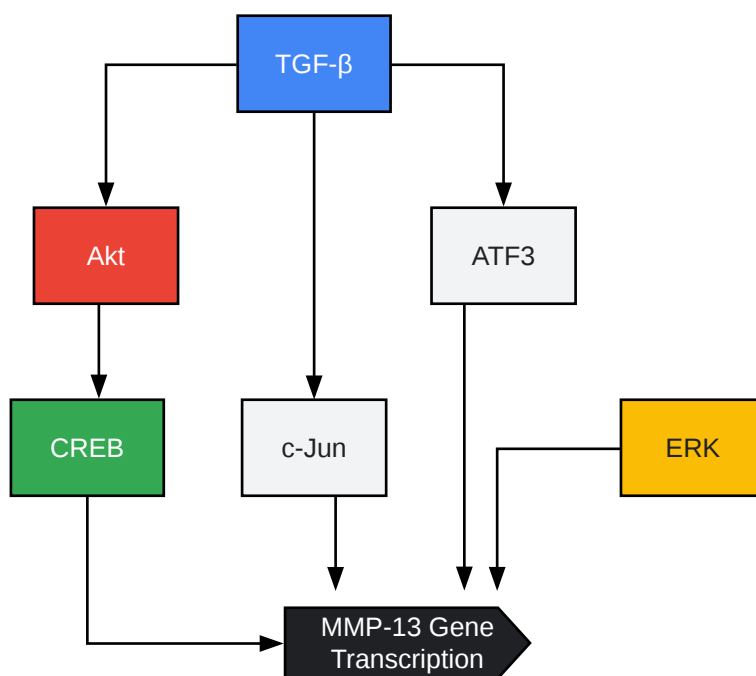 TGF-β
Akt
ATF3
CREB
c-Jun
ERK
MMP-13 Gene
Transcription